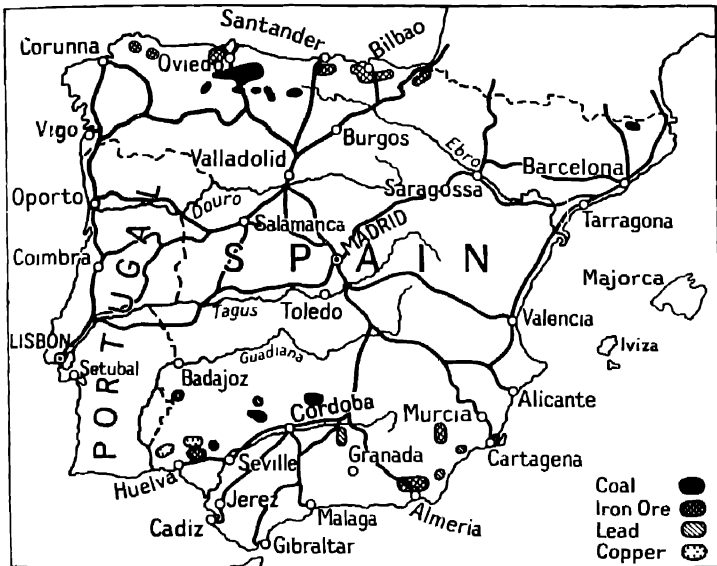 Santander
Corunna
Oviedo
Bilbao
Vigo
Burgos
Ebro
Valladolid
Barcelona
Saragossa
Oporto
Douro
Salamanca
Tarragona
MADRID
SPAIN
Coimbra
PORTUGAL
Majorca
Tagus
Toledo
Valencia
LISBON
Iviza
Setubal
Guadiana
Badajoz
Alicante
Cordoba
Murcia
Granada
Cartagena
Seville
Huelva
Jerez
Almeria
Cadiz
Malaga
Gibraltar
Coal
Iron Ore
Lead
Copper